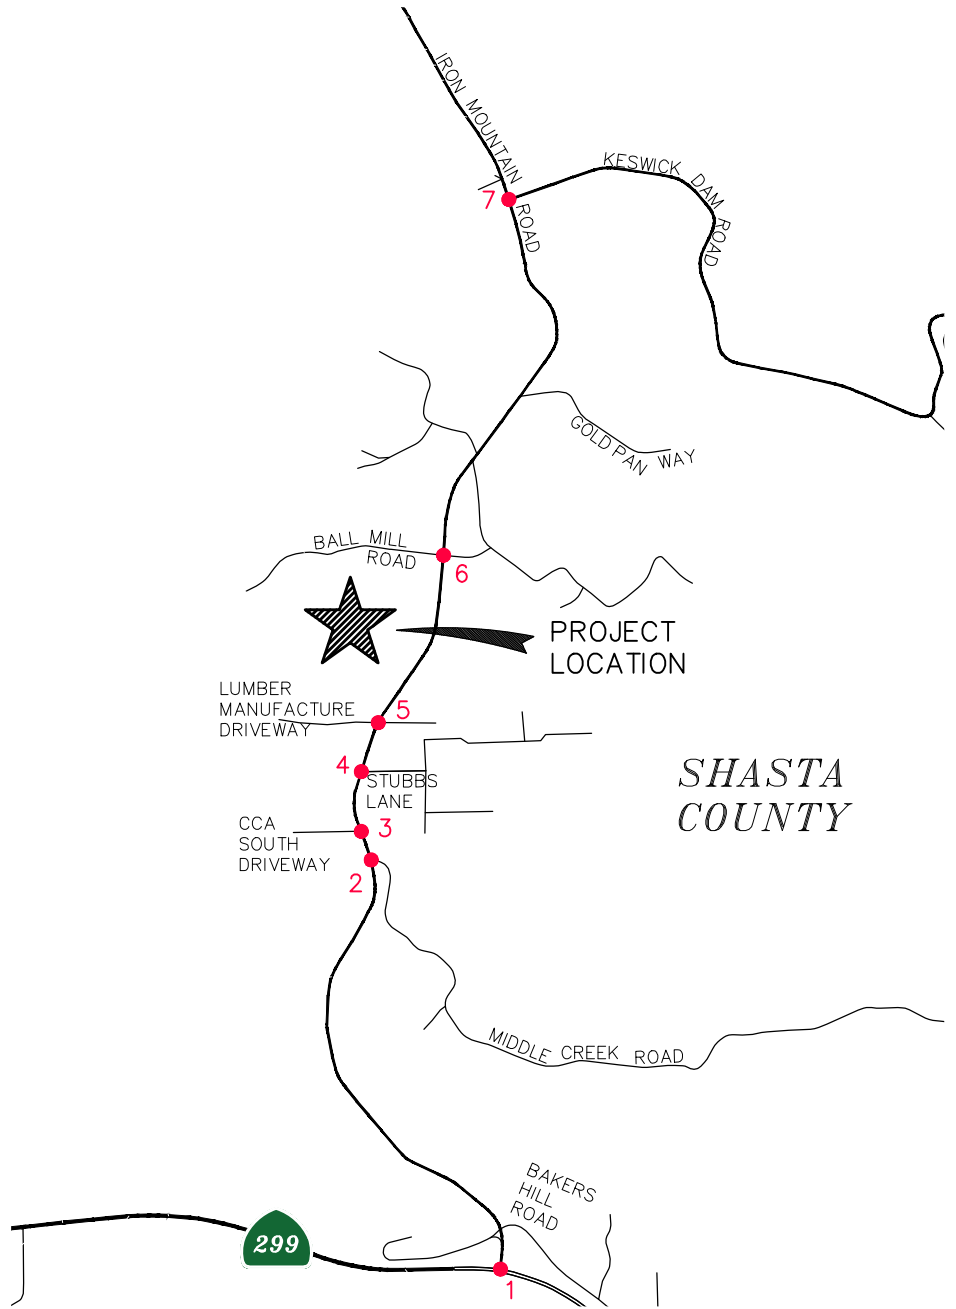 IRON MOUNTAIN ROAD
KESWICK DAM ROAD
7
GOLD PAN WAY
BALL MILL
ROAD
6
PROJECT
LOCATION
LUMBER
MANUFACTURE
DRIVEWAY
5
4
STUBBS
LANE
SHASTA
COUNTY
CCA
SOUTH
DRIVEWAY
3
2
MIDDLE CREEK ROAD
BAKERS
HILL
ROAD
299
1